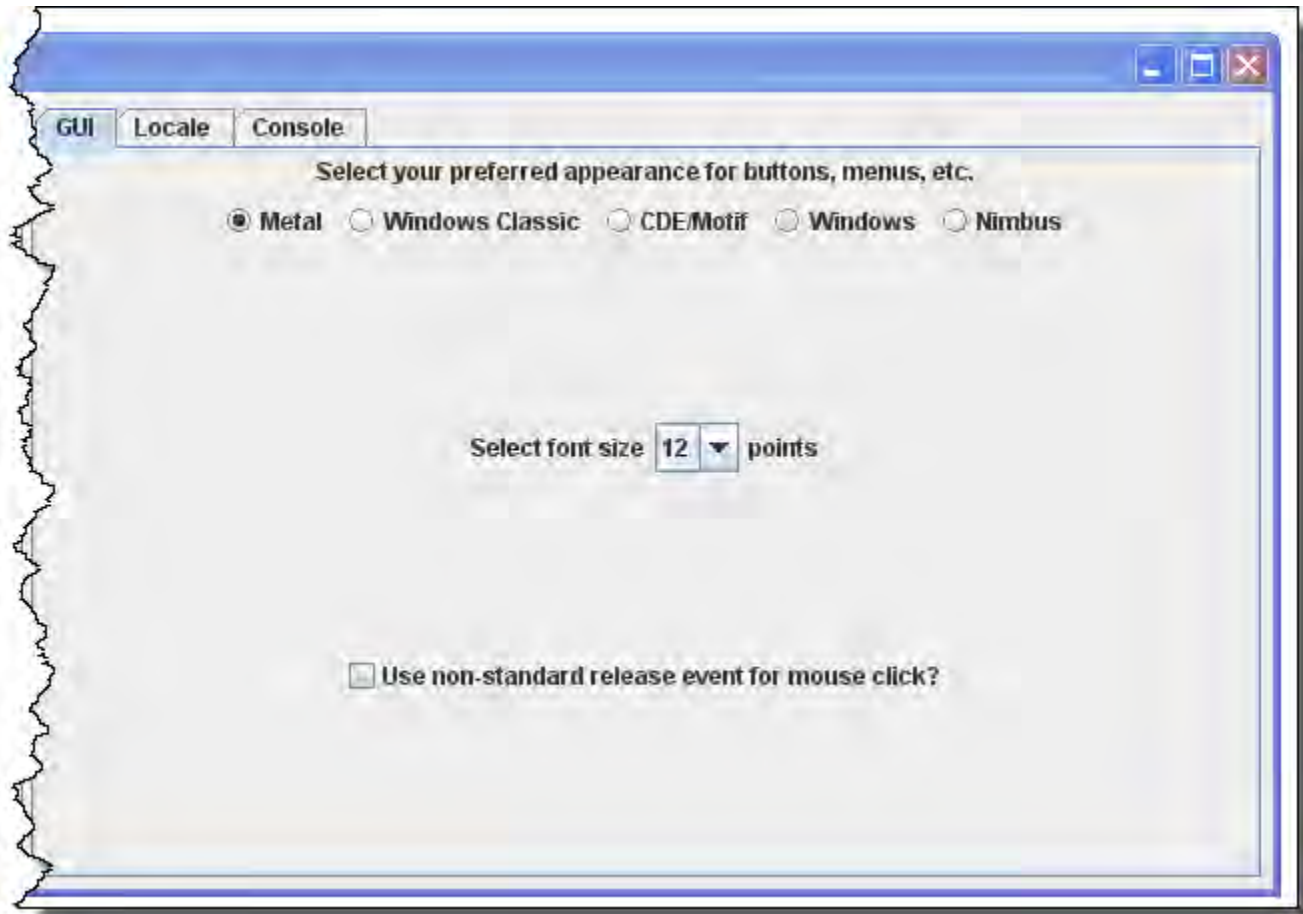 GUI Locale Console
Select your preferred appearance for buttons, menus, etc.
Metal Windows Classic CDE/Motif Windows Nimbus
Select font size 12 points
Use non-standard release event for mouse click?